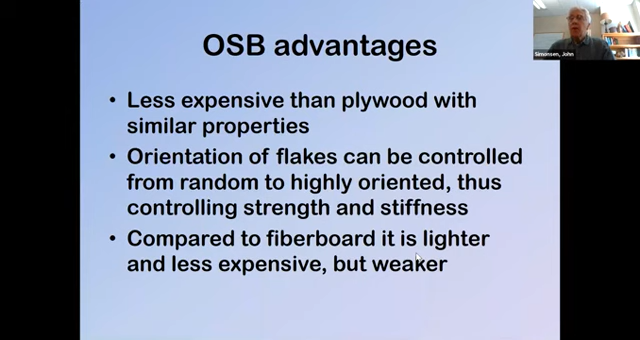 OSB advantages
• Less expensive than plywood with
similar properties
• Orientation of flakes can be controlled
from random to highly oriented, thus
controlling strength and stiffness
• Compared to fiberboard it is lighter
and less expensive, but weaker
Simonsen, John